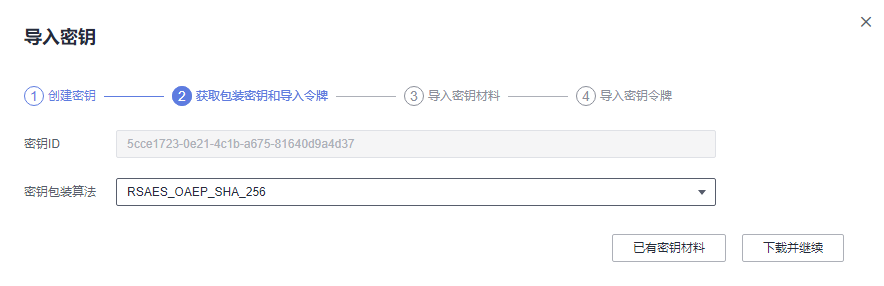 导入密钥
1 创建密钥 2 获取包装密钥和导入令牌 3 导入密钥材料 4 导入密钥令牌
密钥ID 5cce1723-0e21-4c1b-a675-81640d9a4d37
密钥包装算法 RSAES_OAEP_SHA_256
已有密钥材料 下载并继续